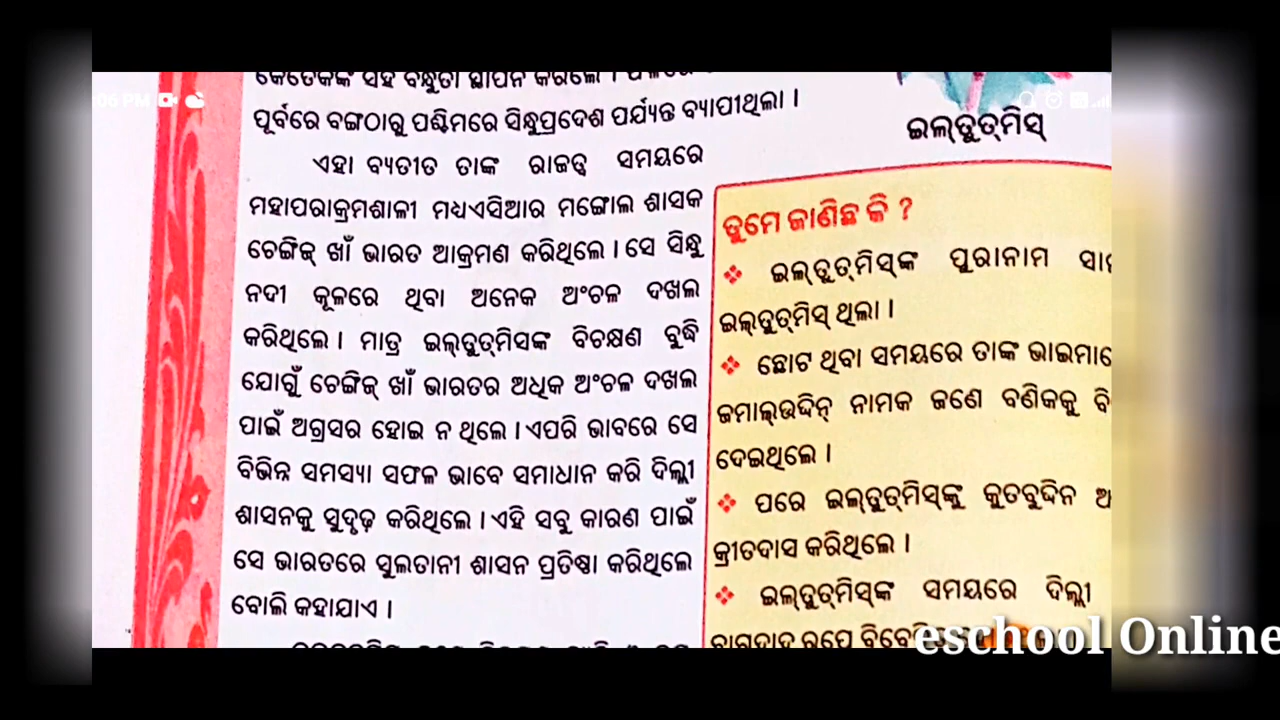 ପୂର୍ବରେ ବଙ୍ଗଠାରୁ ପଶ୍ଚିମରେ ସିନ୍ଧୁପ୍ରଦେଶ ପର୍ଯ୍ୟନ୍ତ ବ୍ୟାପୀଥିଲା ।
ଏହା ବ୍ୟତୀତ ତାଙ୍କ ରାଜତ୍ୱ ସମୟରେ
ମହାପରାକ୍ରମଶାଳୀ ମଧ୍ୟଏସିଆର ମଙ୍ଗୋଲ ଶାସକ
ଚେଙ୍ଗିଜ୍ ଖାଁ ଭାରତ ଆକ୍ରମଣ କରିଥିଲେ । ସେ ସିନ୍ଧୁ
ନଦୀ କୂଳରେ ଥିବା ଅନେକ ଅଂଚଳ ଦଖଲ
କରିଥିଲେ । ମାତ୍ର ଇଲ୍‌ତୁତ୍‌ମିସଙ୍କ ବିଚକ୍ଷଣ ବୁଦ୍ଧି
ଯୋଗୁଁ ଚେଙ୍ଗିଜ୍ ଖାଁ ଭାରତର ଅଧିକ ଅଂଚଳ ଦଖଲ
ପାଇଁ ଅଗ୍ରସର ହୋଇ ନ ଥିଲେ । ଏପରି ଭାବରେ ସେ
ବିଭିନ୍ନ ସମସ୍ୟା ସଫଳ ଭାବେ ସମାଧାନ କରି ଦିଲ୍ଲୀ
ଶାସନକୁ ସୁଦୃଢ଼ କରିଥିଲେ । ଏହି ସବୁ କାରଣ ପାଇଁ
ସେ ଭାରତରେ ସୁଲତାନୀ ଶାସନ ପ୍ରତିଷ୍ଠା କରିଥିଲେ
ବୋଲି କହାଯାଏ ।
ଇଲ୍‌ତୁତ୍‌ମିସ୍
ତୁମେ ଜାଣିଛ କି ?
❖ ଇଲ୍‌ତୁତ୍‌ମିସ୍‌ଙ୍କ ପୁରାନାମ
ଇଲ୍‌ତୁତ୍‌ମିସ୍ ଥିଲା ।
❖ ଛୋଟ ଥିବା ସମୟରେ ତାଙ୍କ
ଜମାଲ୍‌ଉଦ୍ଦିନ୍ ନାମକ ଜଣେ ବଣିକକୁ
ଦେଇଥିଲେ ।
❖ ପରେ ଇଲ୍‌ତୁତ୍‌ମିସ୍‌ଙ୍କୁ କୁତବୁଦ୍ଦିନ
କ୍ରୀତଦାସ କରିଥିଲେ ।
❖ ଇଲ୍‌ତୁତ୍‌ମିସ୍‌ଙ୍କ ସମୟରେ ଦିଲ୍ଲୀ
eschool Online